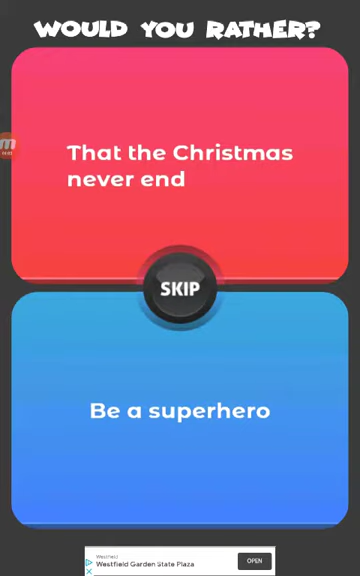 WOULD YOU RATHER?
That the Christmas
never end
SKIP
Be a superhero
Westfield
Westfield Garden State Plaza
OPEN